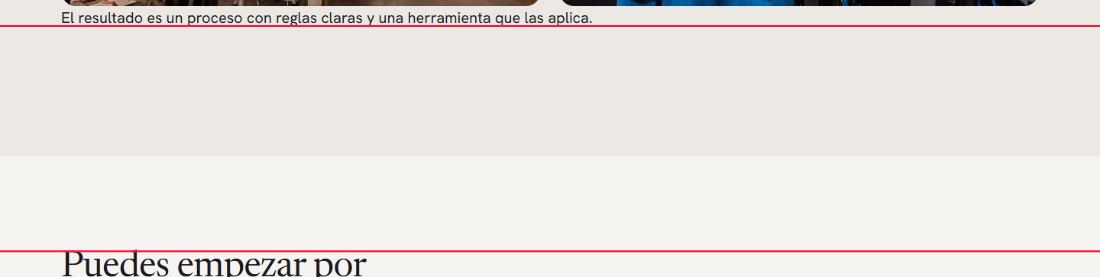 El resultado es un proceso con reglas claras y una herramienta que las aplica.
Puedes empezar por